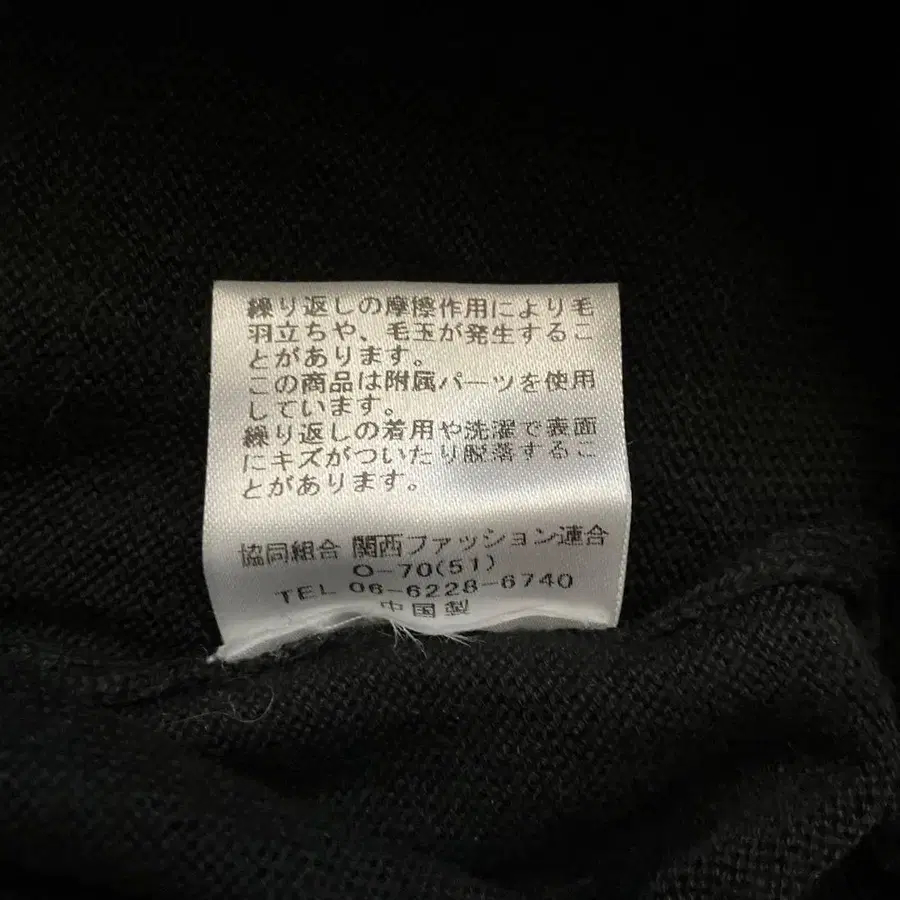 繰り返しの摩擦作用により毛
羽立ちや、毛玉が発生するこ
とがあります。
この商品は附属パーツを使用
しています。
繰り返しの着用や洗濯で表面
にキズがついたり脱落するこ
とがあります。
協同組合 関西ファッション連合
O-70(51)
TEL 06-6228-6740
中国製